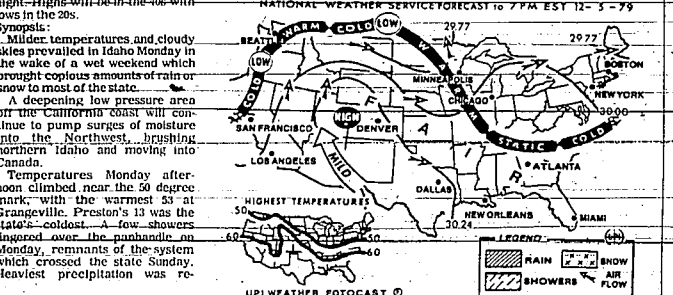 night. Highs will be in the 40s with
lows in the 20s.
Synopsis:
Milder temperatures and cloudy
skies prevailed in Idaho Monday in
the wake of a wet weekend which
brought copious amounts of rain or
snow to most of the state.
A deepening low pressure area
off the California coast will con-
tinue to pump surges of moisture
into the Northwest, brushing
northern Idaho and moving into
Canada.
Temperatures Monday after-
noon climbed near the 50 degree
mark, with the warmest 53 at
Grangeville. Preston's 13 was the
state's coldest. A few showers
lingered over the panhandle on
Monday, remnants of the system
which crossed the state Sunday.
Heaviest precipitation was re-
NATIONAL WEATHER SERVICE FORECAST to 7 PM EST 12-5-79
SEATTLE
WARM
COLD
LOW
29.77
29.77
LOW
COLD
WARM
MINNEAPOLIS
BOSTON
CHICAGO
NEW YORK
30.00
SAN FRANCISCO
HIGH
DENVER
FAIR
STATIC
COLD
LOS ANGELES
MILD
FAIR
ATLANTA
DALLAS
NEW ORLEANS
MIAMI
30.24
HIGHEST TEMPERATURES
50
60
50
60
LEGEND
RAIN
SNOW
SHOWERS
AIR
FLOW
UPI WEATHER FOTOCAST